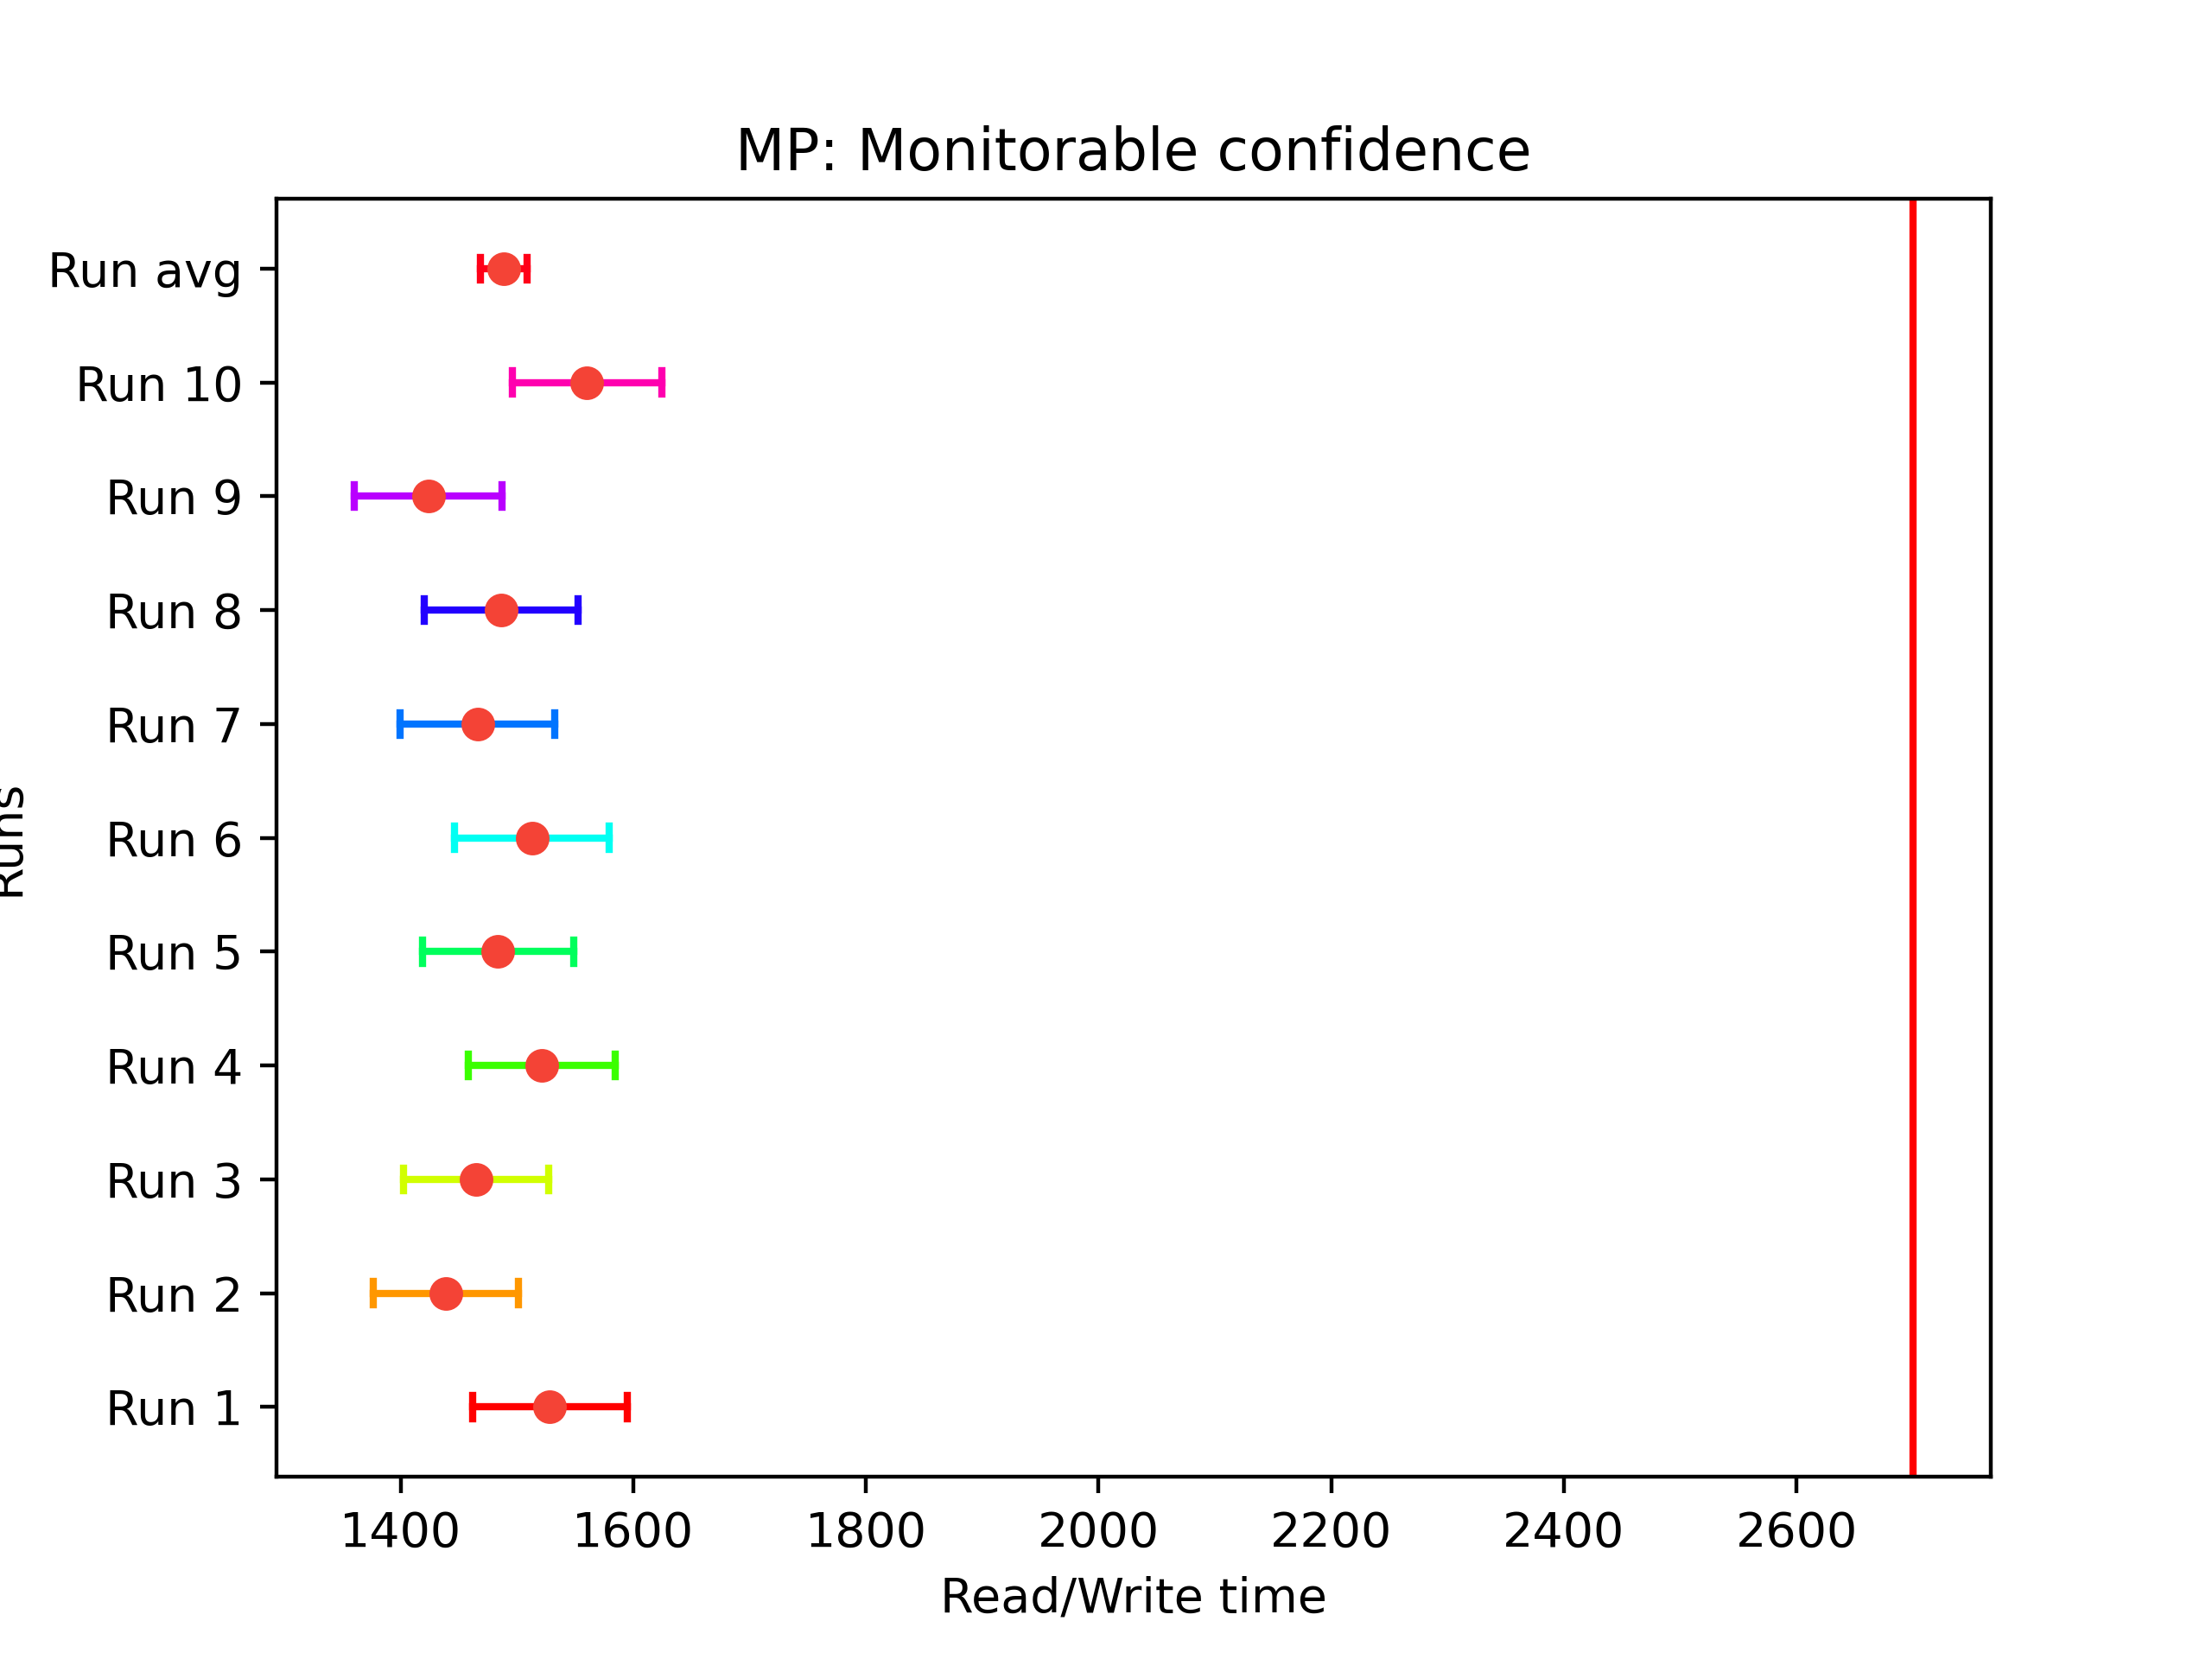 MP: Monitorable confidence
Run avg
Run 10
Run 9
Run 8
Run 7
Run 6
Run 5
Run 4
Run 3
Run 2
Run 1
Runs
1400 1600 1800 2000 2200 2400 2600
Read/Write time